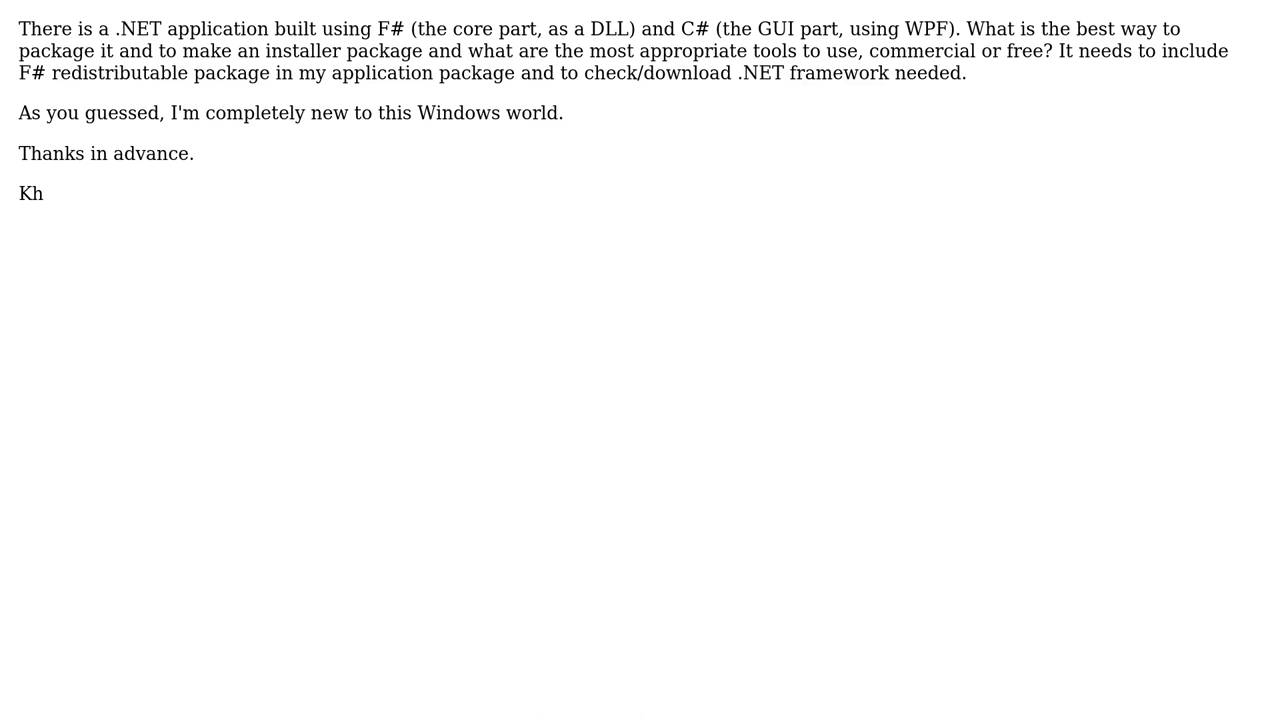 There is a .NET application built using F# (the core part, as a DLL) and C# (the GUI part, using WPF). What is the best way to
package it and to make an installer package and what are the most appropriate tools to use, commercial or free? It needs to include
F# redistributable package in my application package and to check/download .NET framework needed.
As you guessed, I'm completely new to this Windows world.
Thanks in advance.
Kh